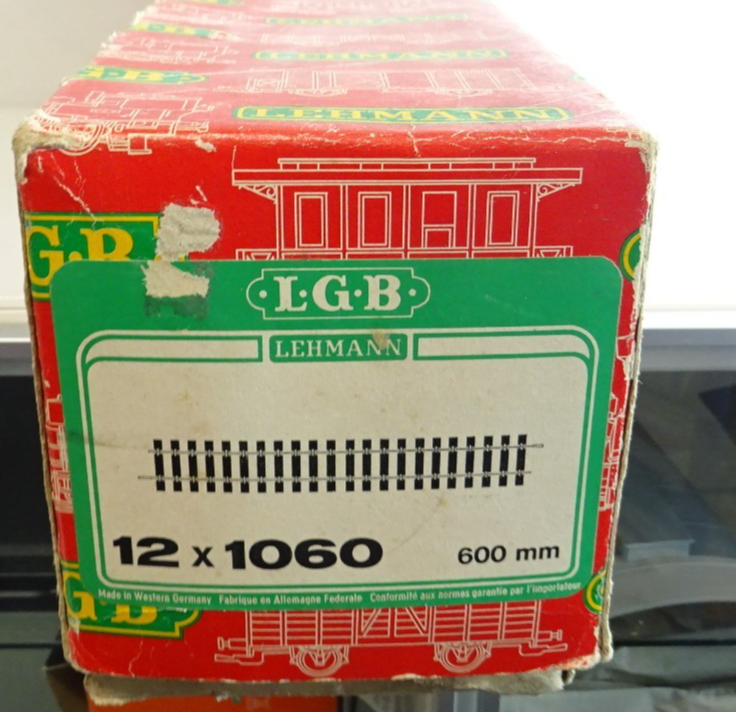 LEHMANN
LEHMANN
G.B
·L·G·B·
LEHMANN
12 x 1060
600 mm
Made in Western Germany Fabrique en Allemagne Federale Conformité aux normes garantie par l'importateur
G.B